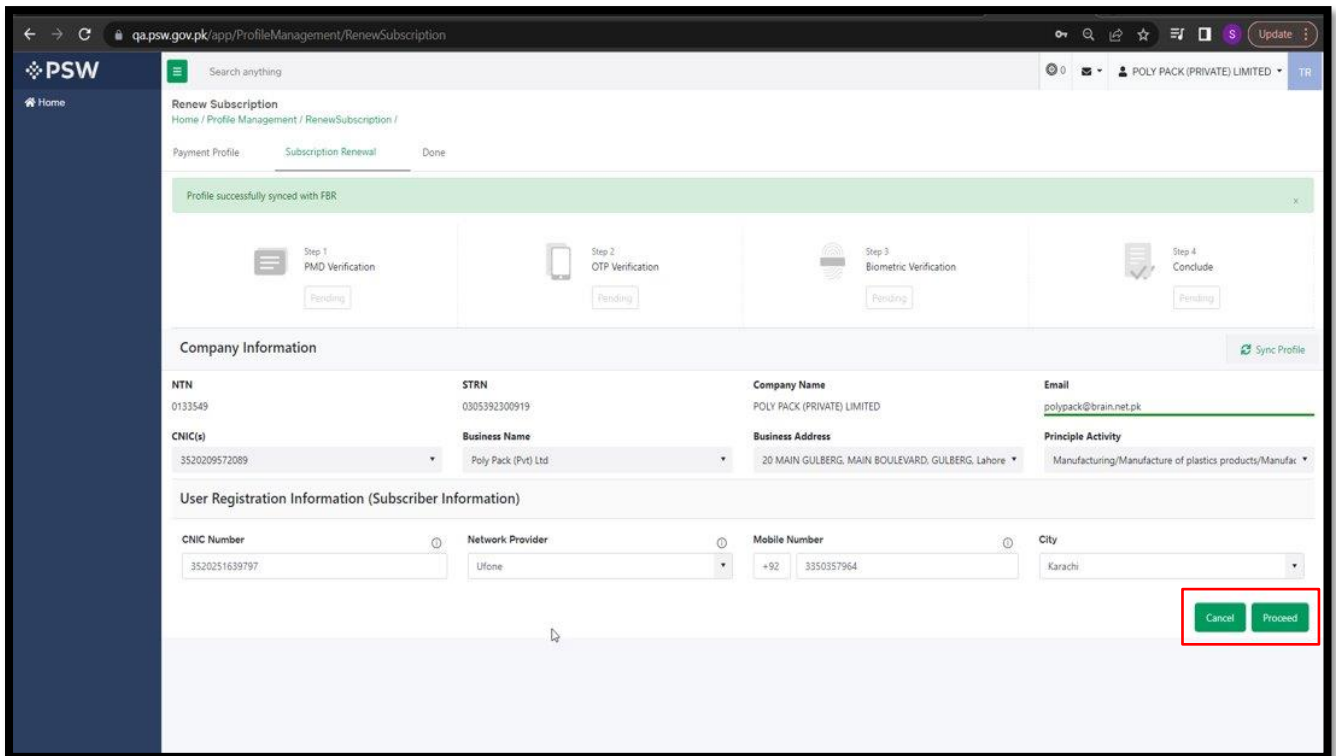 qa.psw.gov.pk/app/ProfileManagement/RenewSubscription
S
Update
PSW
Search anything
0
POLY PACK (PRIVATE) LIMITED
TR
Home
Renew Subscription
Home / Profile Management / RenewSubscription /
Payment Profile Subscription Renewal Done
Profile successfully synced with FBR x
Step 1 Step 2 Step 3 Step 4
PMD Verification OTP Verification Biometric Verification Conclude
Pending Pending Pending Pending
Company Information Sync Profile
NTN STRN Company Name Email
0133549 0305392300919 POLY PACK (PRIVATE) LIMITED polypack@brain.net.pk
CNIC(s) Business Name Business Address Principle Activity
3520209572089 Poly Pack (Pvt) Ltd 20 MAIN GULBERG, MAIN BOULEVARD, GULBERG, Lahore Manufacturing/Manufacture of plastics products/Manufac
User Registration Information (Subscriber Information)
CNIC Number Network Provider Mobile Number City
3520251639797 Ufone +92 3350357964 Karachi
Cancel Proceed